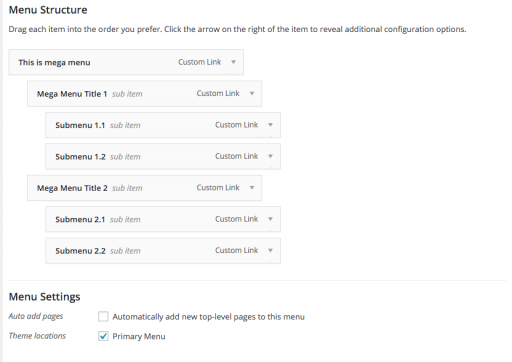 Menu Structure
Drag each item into the order you prefer. Click the arrow on the right of the item to reveal additional configuration options.
This is mega menu Custom Link
Mega Menu Title 1 sub item Custom Link
Submenu 1.1 sub item Custom Link
Submenu 1.2 sub item Custom Link
Mega Menu Title 2 sub item Custom Link
Submenu 2.1 sub item Custom Link
Submenu 2.2 sub item Custom Link
Menu Settings
Auto add pages Automatically add new top-level pages to this menu
Theme locations Primary Menu